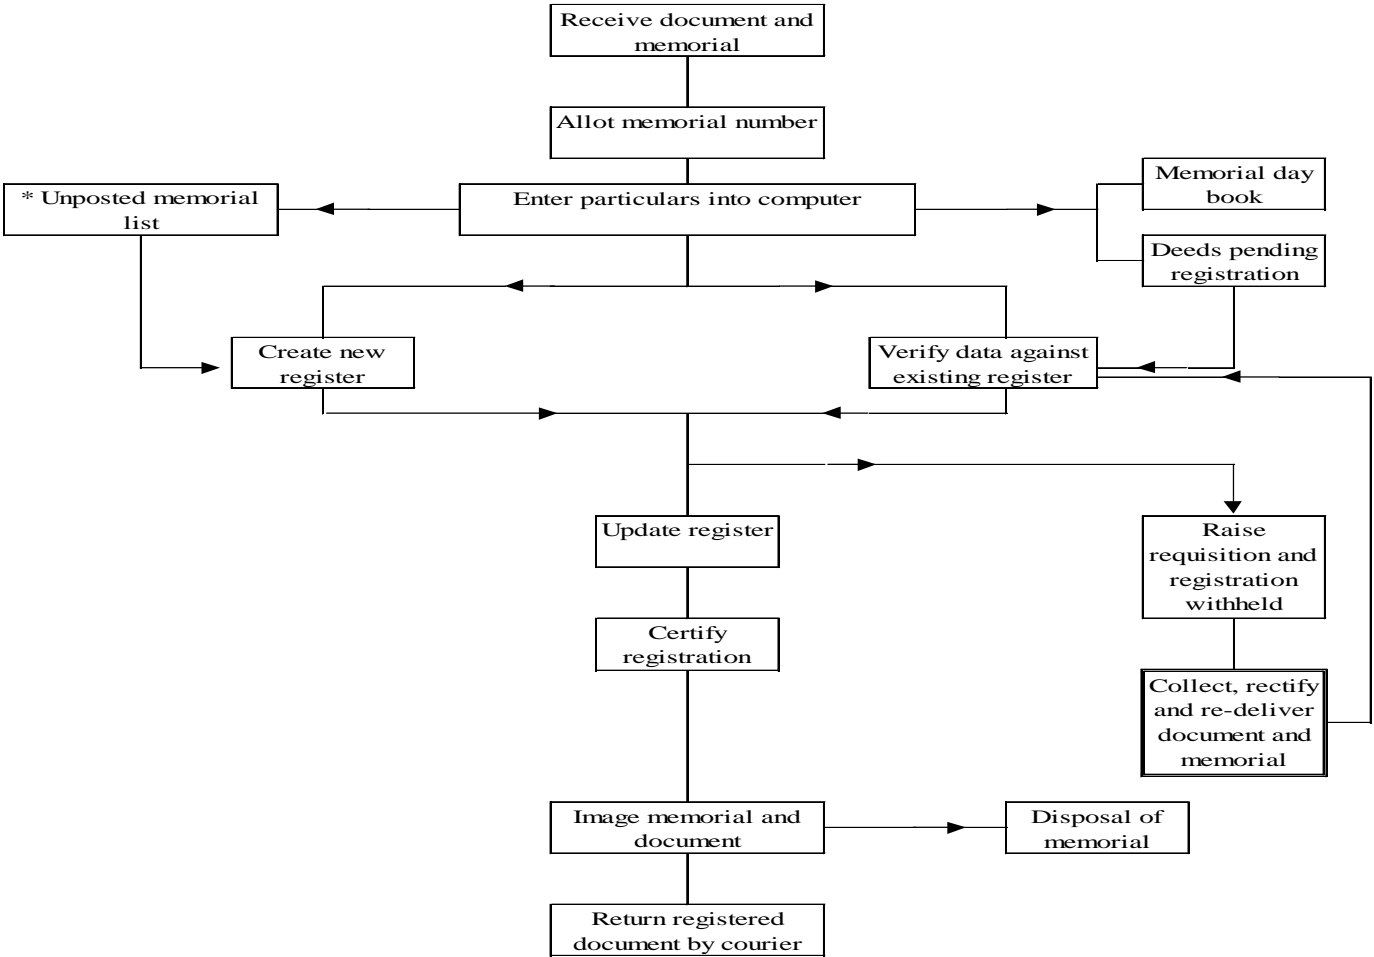 Receive document and
memorial
Allot memorial number
* Unposted memorial
list
Enter particulars into computer
Memorial day
book
Deeds pending
registration
Create new
register
Verify data against
existing register
Update register
Raise
requisition and
registration
withheld
Certify
registration
Collect, rectify
and re-deliver
document and
memorial
Image memorial and
document
Disposal of
memorial
Return registered
document by courier